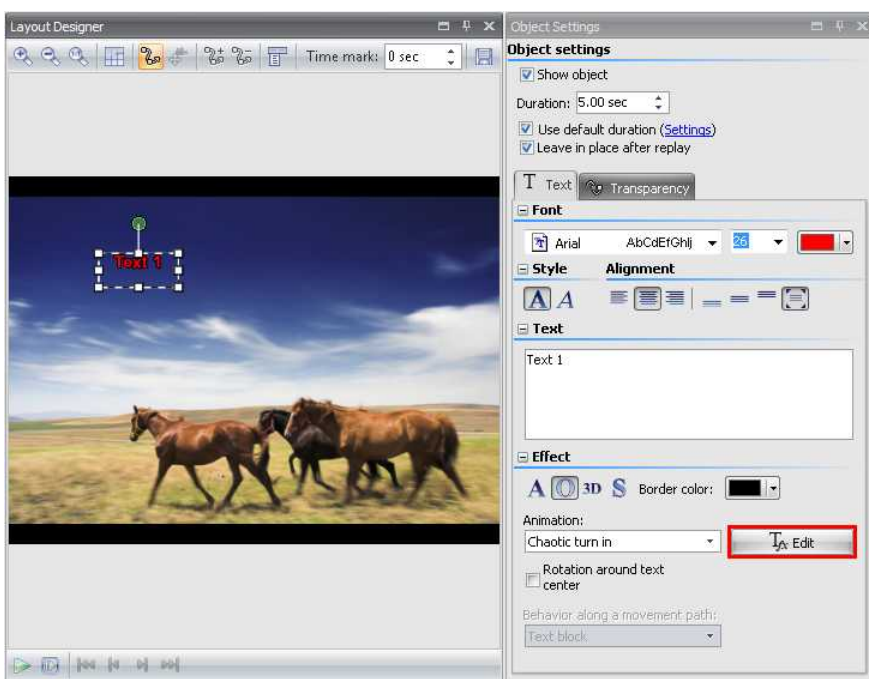 Layout Designer
Time mark: 0 sec
Text 1
Object Settings
Object settings
Show object
Duration: 5.00 sec
Use default duration (Settings)
Leave in place after replay
T Text Transparency
Font
Arial AbCdEfGhIj 26
Style Alignment
A A
Text
Text 1
Effect
A O 3D S Border color:
Animation:
Chaotic turn in Edit
Rotation around text
center
Behavior along a movement path:
Text block